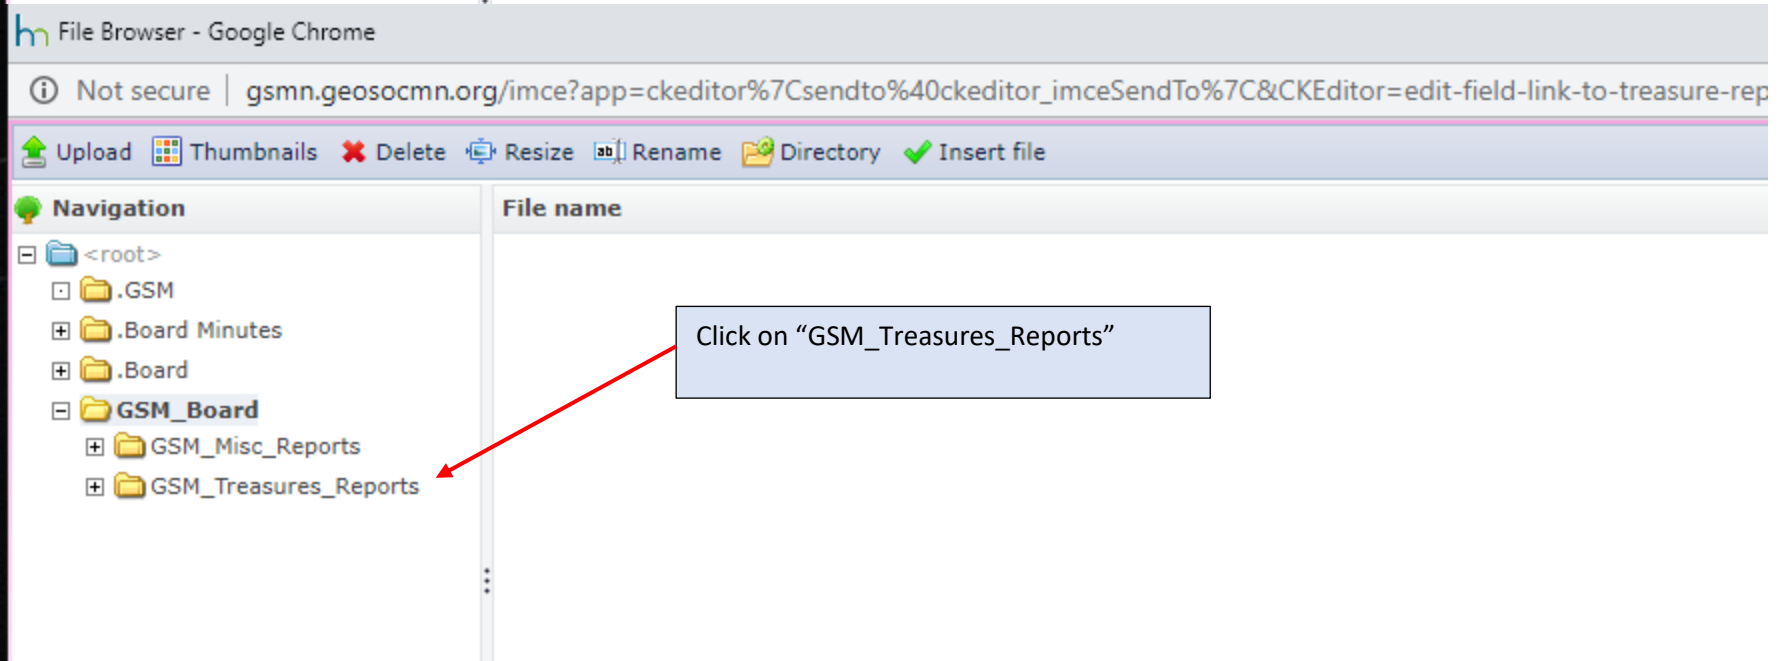 File Browser - Google Chrome
Not secure | gsmn.geosocmn.org/imce?app=ckeditor%7Csendto%40ckeditor_imceSendTo%7C&CKEditor=edit-field-link-to-treasure-rep
Upload Thumbnails Delete Resize Rename Directory Insert file
Navigation File name
<root>
.GSM
.Board Minutes
Click on “GSM_Treasures_Reports”
.Board
GSM_Board
GSM_Misc_Reports
GSM_Treasures_Reports